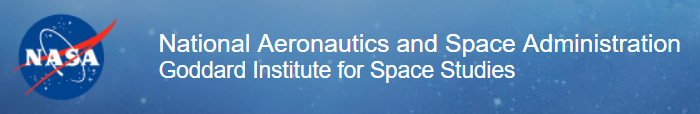 NASA
National Aeronautics and Space Administration
Goddard Institute for Space Studies